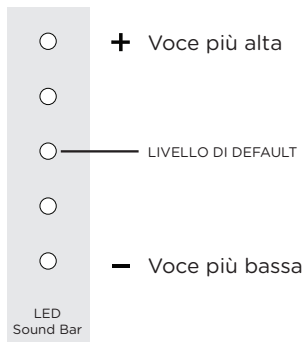 + Voce più alta
LIVELLO DI DEFAULT
− Voce più bassa
LED
Sound Bar